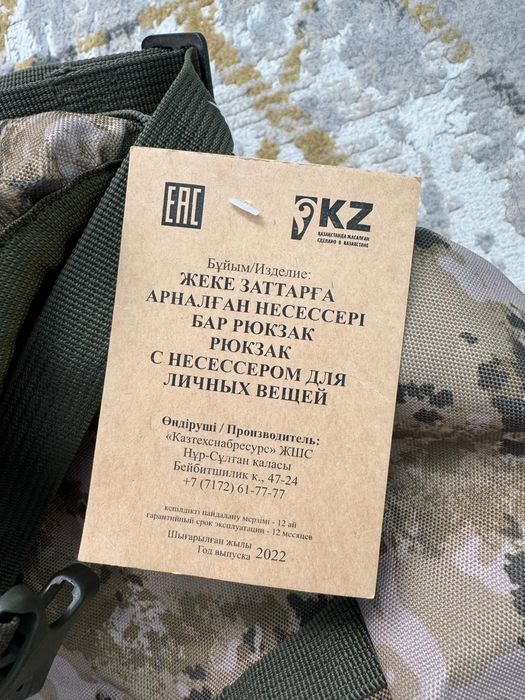 EAC
KZ
ҚАЗАҚСТАНДА ЖАСАЛҒАН
СДЕЛАНО В КАЗАХСТАНЕ
Бұйым/Изделие:
ЖЕКЕ ЗАТТАРҒА
АРНАЛҒАН НЕСЕССЕРІ
БАР РЮКЗАК
РЮКЗАК
С НЕСЕССЕРОМ ДЛЯ
ЛИЧНЫХ ВЕЩЕЙ
Өндіруші / Производитель:
«Казтехснабресурс» ЖШС
Нұр-Сұлтан қаласы
Бейбитшилик к., 47-24
+7 (7172) 61-77-77
кепілдікті пайдалану мерзімі - 12 ай
гарантийный срок эксплуатации - 12 месяцев
Шығарылған жылы
Год выпуска 2022